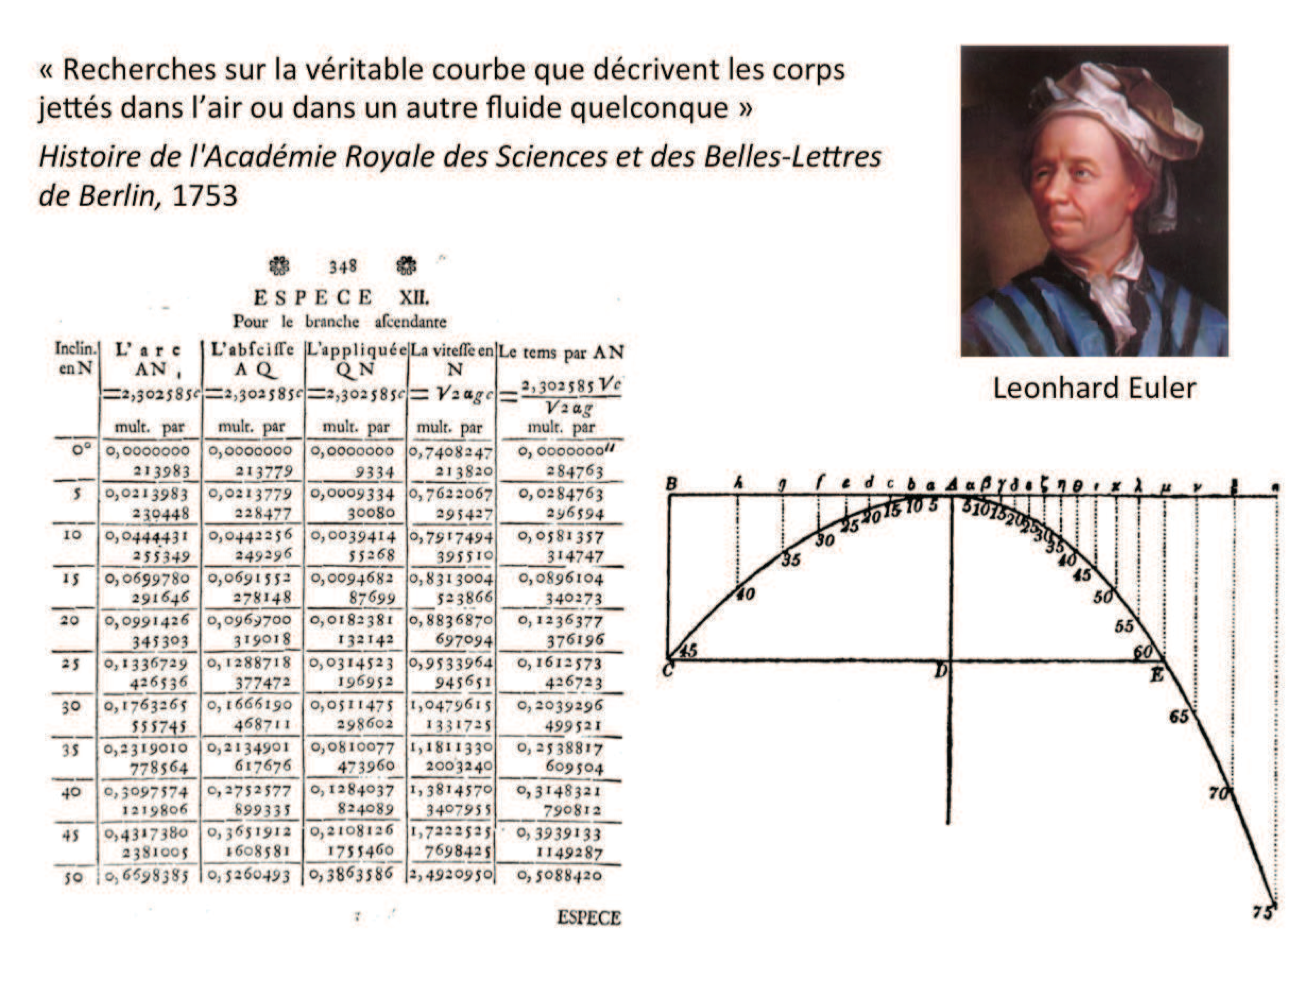 « Recherches sur la véritable courbe que décrivent les corps
jettés dans l'air ou dans un autre fluide quelconque »
Histoire de l'Académie Royale des Sciences et des Belles-Lettres
de Berlin, 1753
Leonhard Euler
348
ESPECE XII.
Pour le branche ascendante
Inclin. en N | L'arc AN, =2,302585c mult. par | L'abscisse AQ =2,302585c mult. par | L'appliquée QN =2,302585c mult. par | La vitesse en N = √2agc mult. par | Le tems par AN = 2,302585 √c / √2ag mult. par
0° 0,0000000 0,0000000 0,0000000 0,7408247 0,0000000"
213983 213779 9334 213820 284763
5 0,0213983 0,0213779 0,0009334 0,7622067 0,0284763
230448 228477 30080 295427 296594
10 0,0444431 0,0442256 0,0039414 0,7917494 0,0581357
255349 249296 55268 395510 314747
15 0,0699780 0,0691552 0,0094682 0,8313004 0,0896104
291646 278148 87699 523866 340273
20 0,0991426 0,0969700 0,0182381 0,8836870 0,1236377
345303 319018 132142 697094 376196
25 0,1336729 0,1288718 0,0314523 0,9533964 0,1612573
426536 377472 196952 945651 426723
30 0,1763265 0,1666190 0,0511475 1,0479615 0,2039296
555745 468711 298602 1331725 499521
35 0,2319010 0,2134901 0,0810077 1,1811330 0,2538817
778564 617676 473960 2003240 609504
40 0,3097574 0,2752577 0,1284037 1,3814570 0,3148321
1219806 899335 824089 3407955 790812
45 0,4317380 0,3651912 0,2108126 1,7222525 0,3939133
2381005 1608581 1755460 7698425 1149287
50 0,6698385 0,5260493 0,3863586 2,4920950 0,5088420
ESPECE
B h g f e d c b a A α β γ δ ε ζ η θ ι κ λ μ ν ξ
45 40 35 30 25 20 15 10 5 5 10 15 20 25 30 35 40 45 50 55 60 65 70 75
C D E